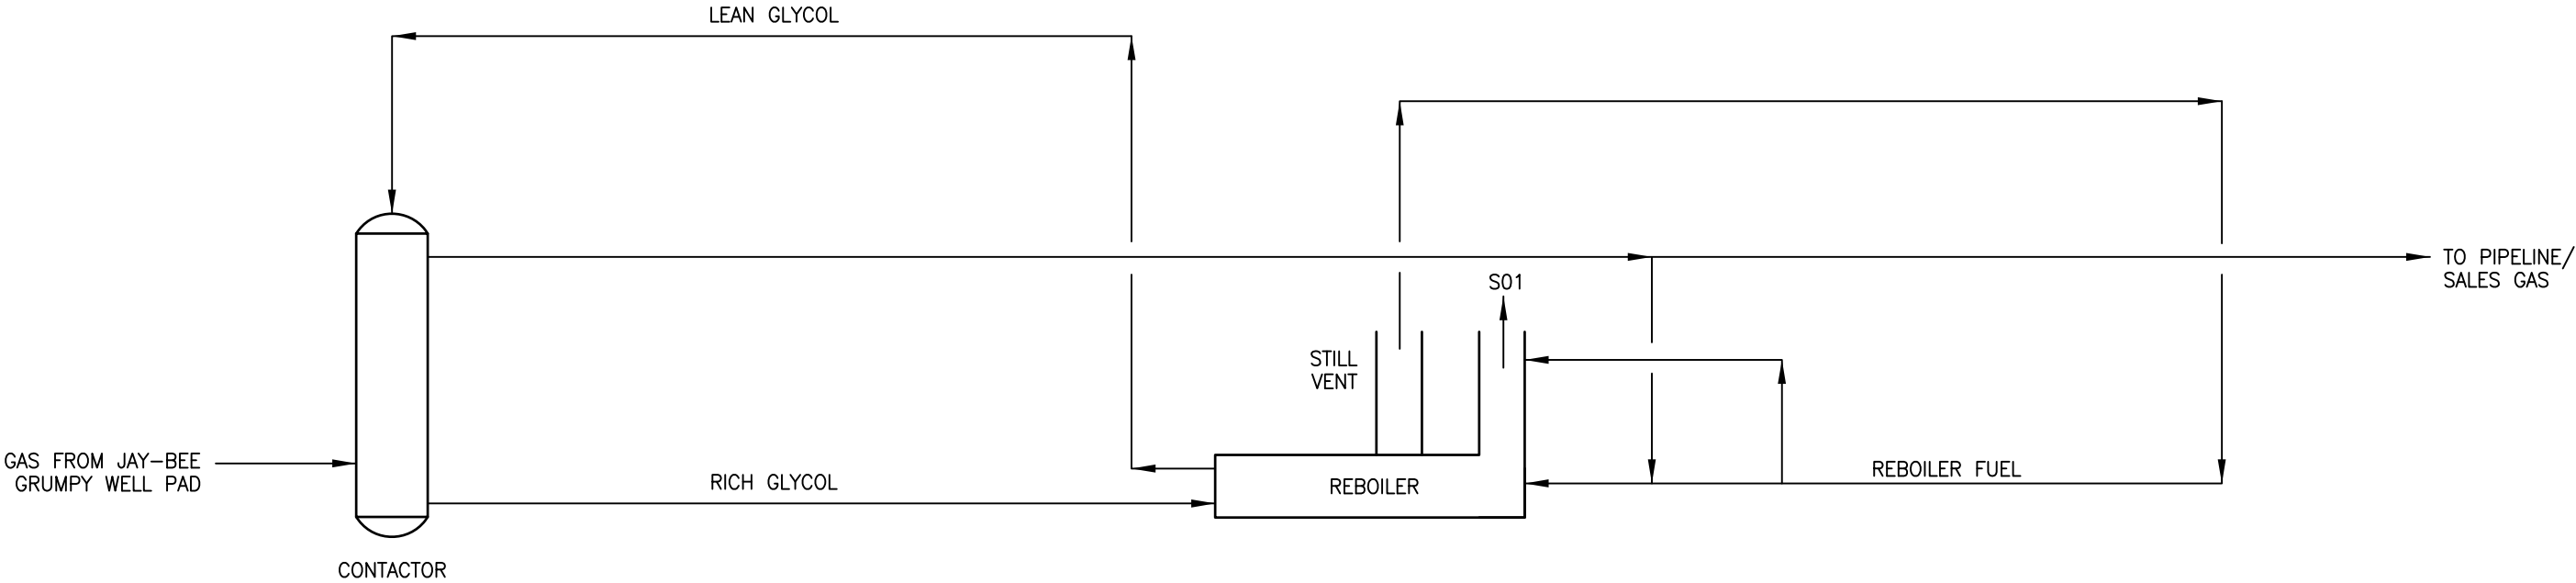 LEAN GLYCOL
TO PIPELINE/
SALES GAS
S01
STILL
VENT
GAS FROM JAY-BEE
GRUMPY WELL PAD
RICH GLYCOL
REBOILER
REBOILER FUEL
CONTACTOR